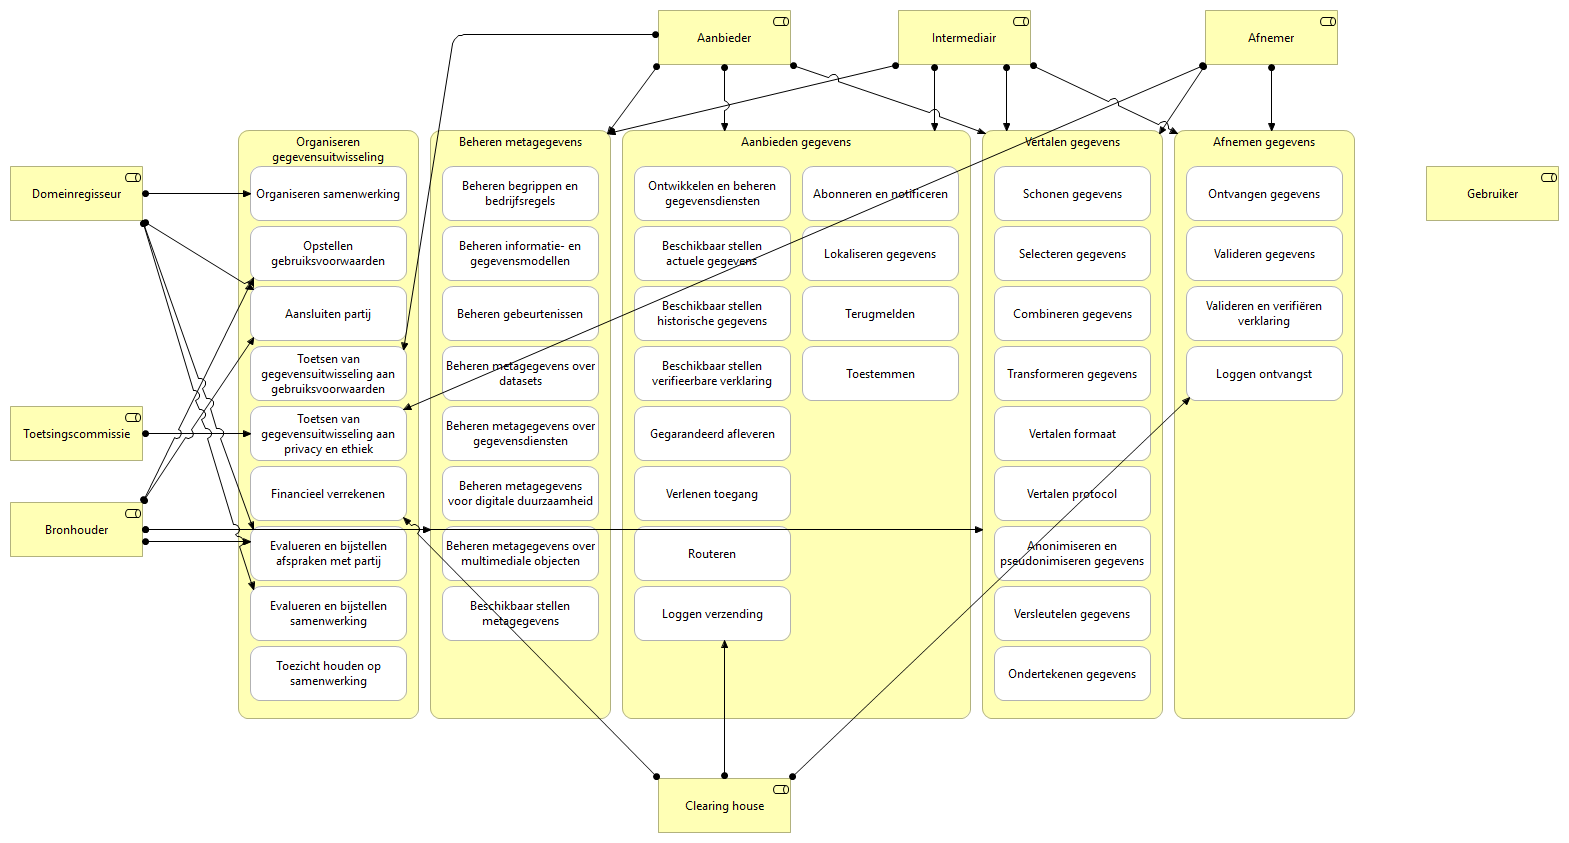 Aanbieder
Intermediair
Afnemer
Domeinregisseur
Toetsingscommissie
Bronhouder
Gebruiker
Organiseren
gegevensuitwisseling
Organiseren samenwerking
Opstellen
gebruiksvoorwaarden
Aansluiten partij
Toetsen van
gegevensuitwisseling aan
gebruiksvoorwaarden
Toetsen van
gegevensuitwisseling aan
privacy en ethiek
Financieel verrekenen
Evalueren en bijstellen
afspraken met partij
Evalueren en bijstellen
samenwerking
Toezicht houden op
samenwerking
Beheren metagegevens
Beheren begrippen en
bedrijfsregels
Beheren informatie- en
gegevensmodellen
Beheren gebeurtenissen
Beheren metagegevens over
datasets
Beheren metagegevens over
gegevensdiensten
Beheren metagegevens
voor digitale duurzaamheid
Beheren metagegevens over
multimediale objecten
Beschikbaar stellen
metagegevens
Aanbieden gegevens
Ontwikkelen en beheren
gegevensdiensten
Beschikbaar stellen
actuele gegevens
Beschikbaar stellen
historische gegevens
Beschikbaar stellen
verifieerbare verklaring
Gegarandeerd afleveren
Verlenen toegang
Routeren
Loggen verzending
Abonneren en notificeren
Lokaliseren gegevens
Terugmelden
Toestemmen
Vertalen gegevens
Schonen gegevens
Selecteren gegevens
Combineren gegevens
Transformeren gegevens
Vertalen formaat
Vertalen protocol
Anonimiseren en
pseudonimiseren gegevens
Versleutelen gegevens
Ondertekenen gegevens
Afnemen gegevens
Ontvangen gegevens
Valideren gegevens
Valideren en verifiëren
verklaring
Loggen ontvangst
Clearing house